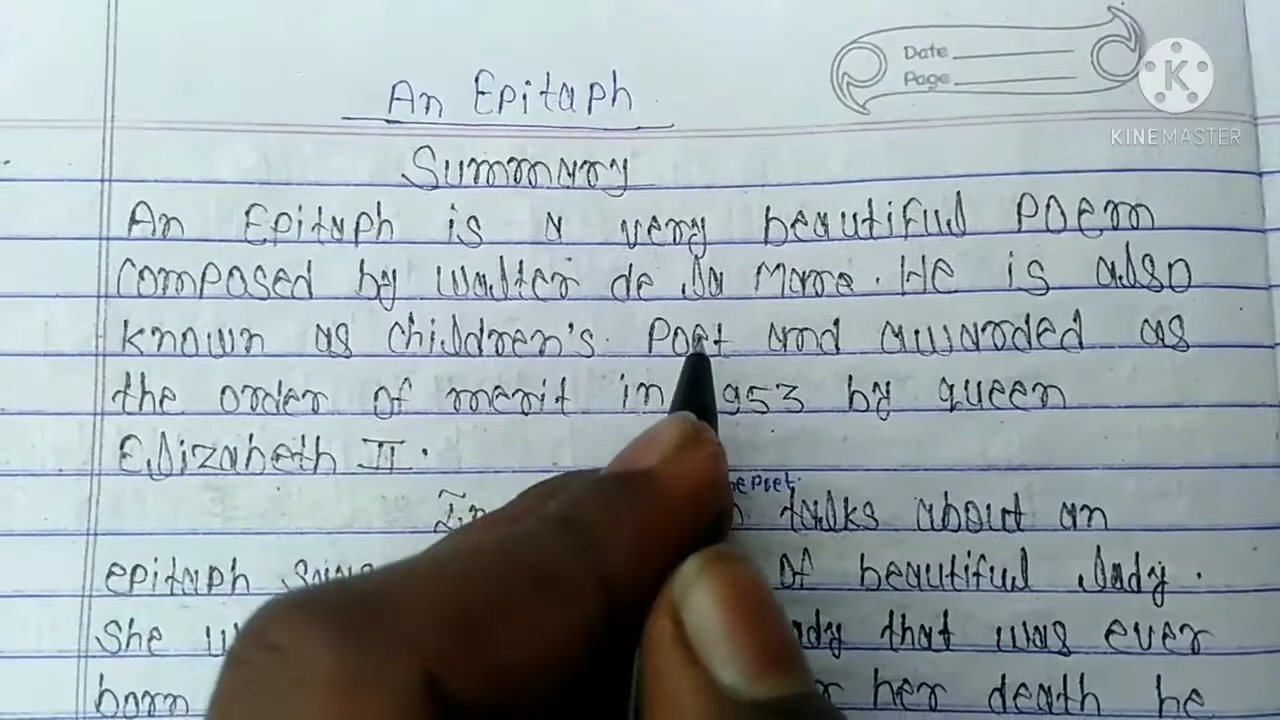 Date
Page
KINEMASTER
An Epitaph
Summary
An Epitaph is a very beautiful Poem
composed by Walter de la Mare. He is also
known as children's. Poet and awarded as
the order of merit in 953 by queen
Elizabeth II.
he poet.
talks about an
epitaph of beautiful lady.
She that was ever
born her death he